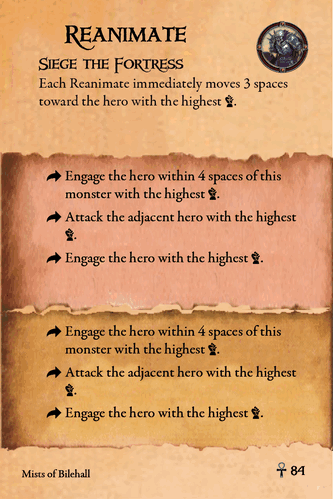 Reanimate
Siege the Fortress
Each Reanimate immediately moves 3 spaces
toward the hero with the highest .
Engage the hero within 4 spaces of this
monster with the highest .
Attack the adjacent hero with the highest
.
Engage the hero with the highest .
Engage the hero within 4 spaces of this
monster with the highest .
Attack the adjacent hero with the highest
.
Engage the hero with the highest .
Mists of Bilehall
84